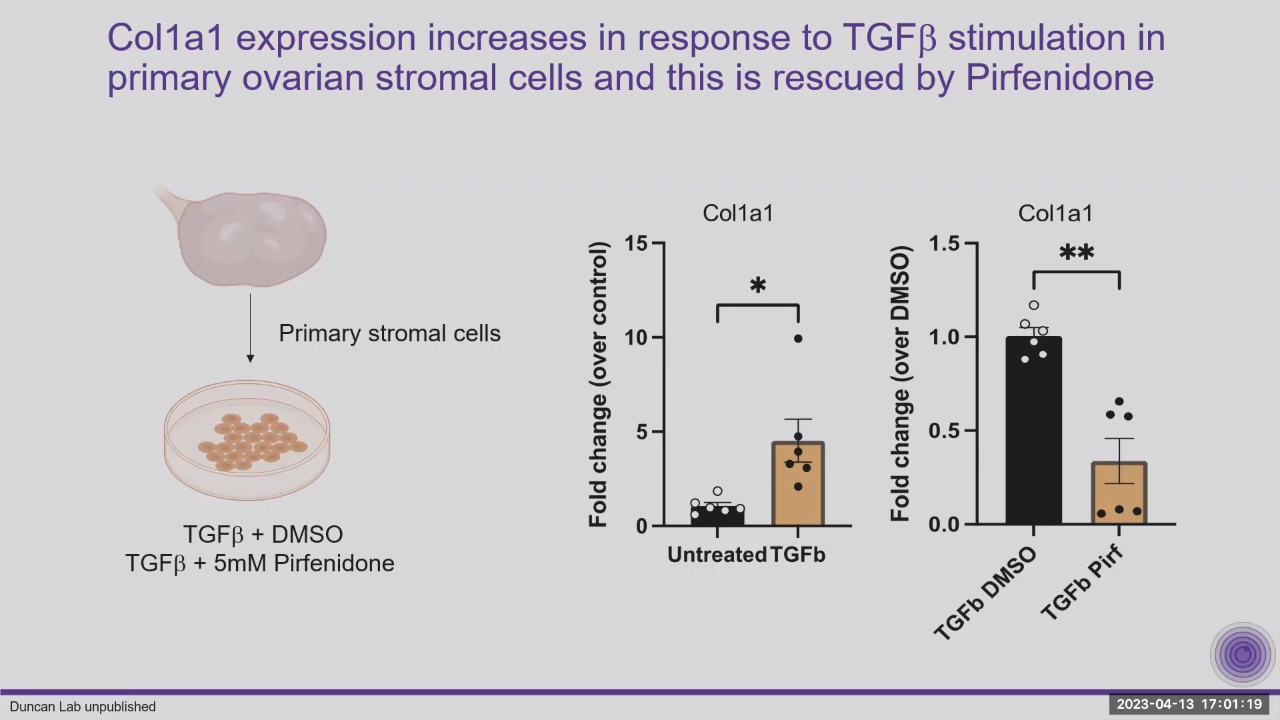 Col1a1 expression increases in response to TGFβ stimulation in
primary ovarian stromal cells and this is rescued by Pirfenidone
Primary stromal cells
TGFβ + DMSO
TGFβ + 5mM Pirfenidone
Col1a1
Fold change (over control)
15
10
5
0
*
Untreated
TGFb
Col1a1
Fold change (over DMSO)
1.5
1.0
0.5
0.0
**
TGFb DMSO
TGFb Pirf
Duncan Lab unpublished
2023-04-13 17:01:19